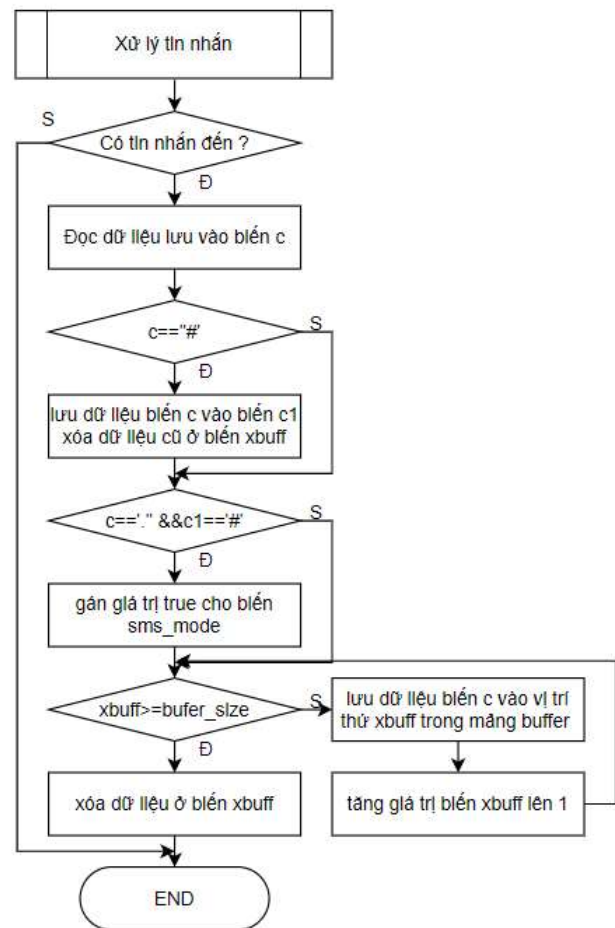 Xử lý tin nhắn
S
Có tin nhắn đến ?
Đ
Đọc dữ liệu lưu vào biến c
c==''#'
S
Đ
lưu dữ liệu biến c vào biến c1
xóa dữ liệu cũ ở biến xbuff
c=='.'' &&c1=='#'
S
Đ
gán giá trị true cho biến
sms_mode
xbuff>=bufer_size
S
lưu dữ liệu biến c vào vị trí
thứ xbuff trong mảng buffer
Đ
xóa dữ liệu ở biến xbuff
tăng giá trị biến xbuff lên 1
END